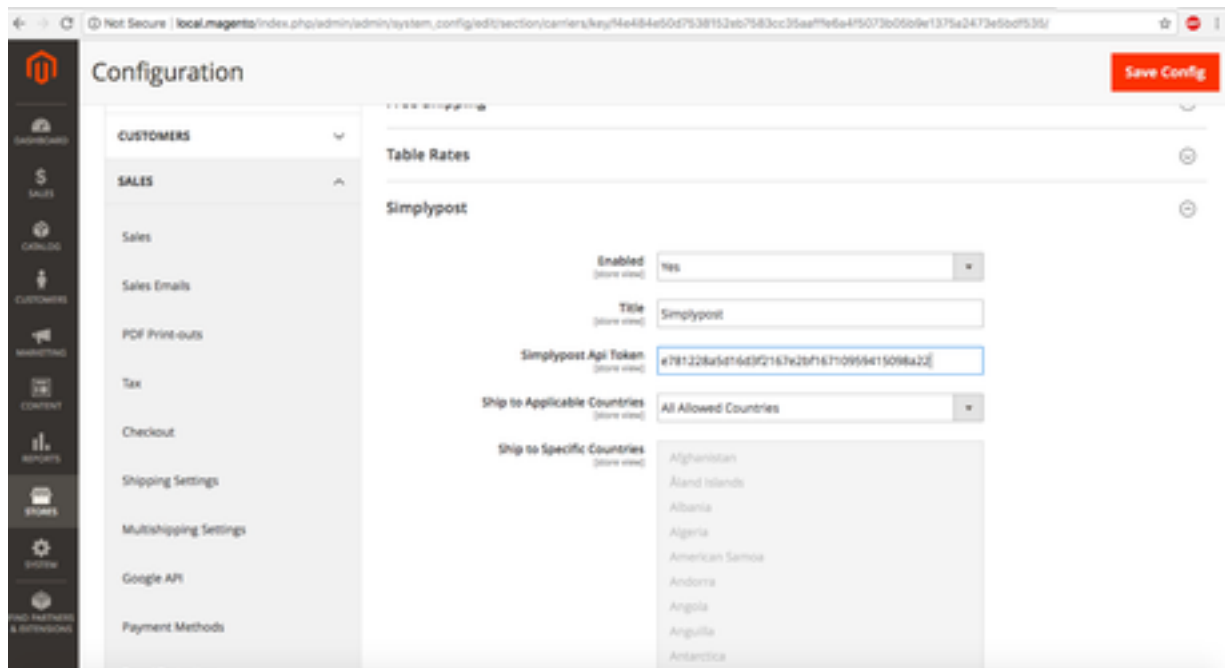 Not Secure
local.magento/index.php/admin/admin/system_config/edit/section/carriers/key/
Configuration
Save Config
DASHBOARD
SALES
CATALOG
CUSTOMERS
MARKETING
CONTENT
REPORTS
STORES
SYSTEM
FIND PARTNERS
& EXTENSIONS
CUSTOMERS
SALES
Sales
Sales Emails
PDF Print-outs
Tax
Checkout
Shipping Settings
Multishipping Settings
Google API
Payment Methods
Free Shipping
Table Rates
Simplypost
Enabled
[store view]
Yes
Title
[store view]
Simplypost
Simplypost Api Token
[store view]
e781228a5d16d3f2167e2bf16710959415098a22
Ship to Applicable Countries
[store view]
All Allowed Countries
Ship to Specific Countries
[store view]
Afghanistan
Åland Islands
Albania
Algeria
American Samoa
Andorra
Angola
Anguilla
Antarctica